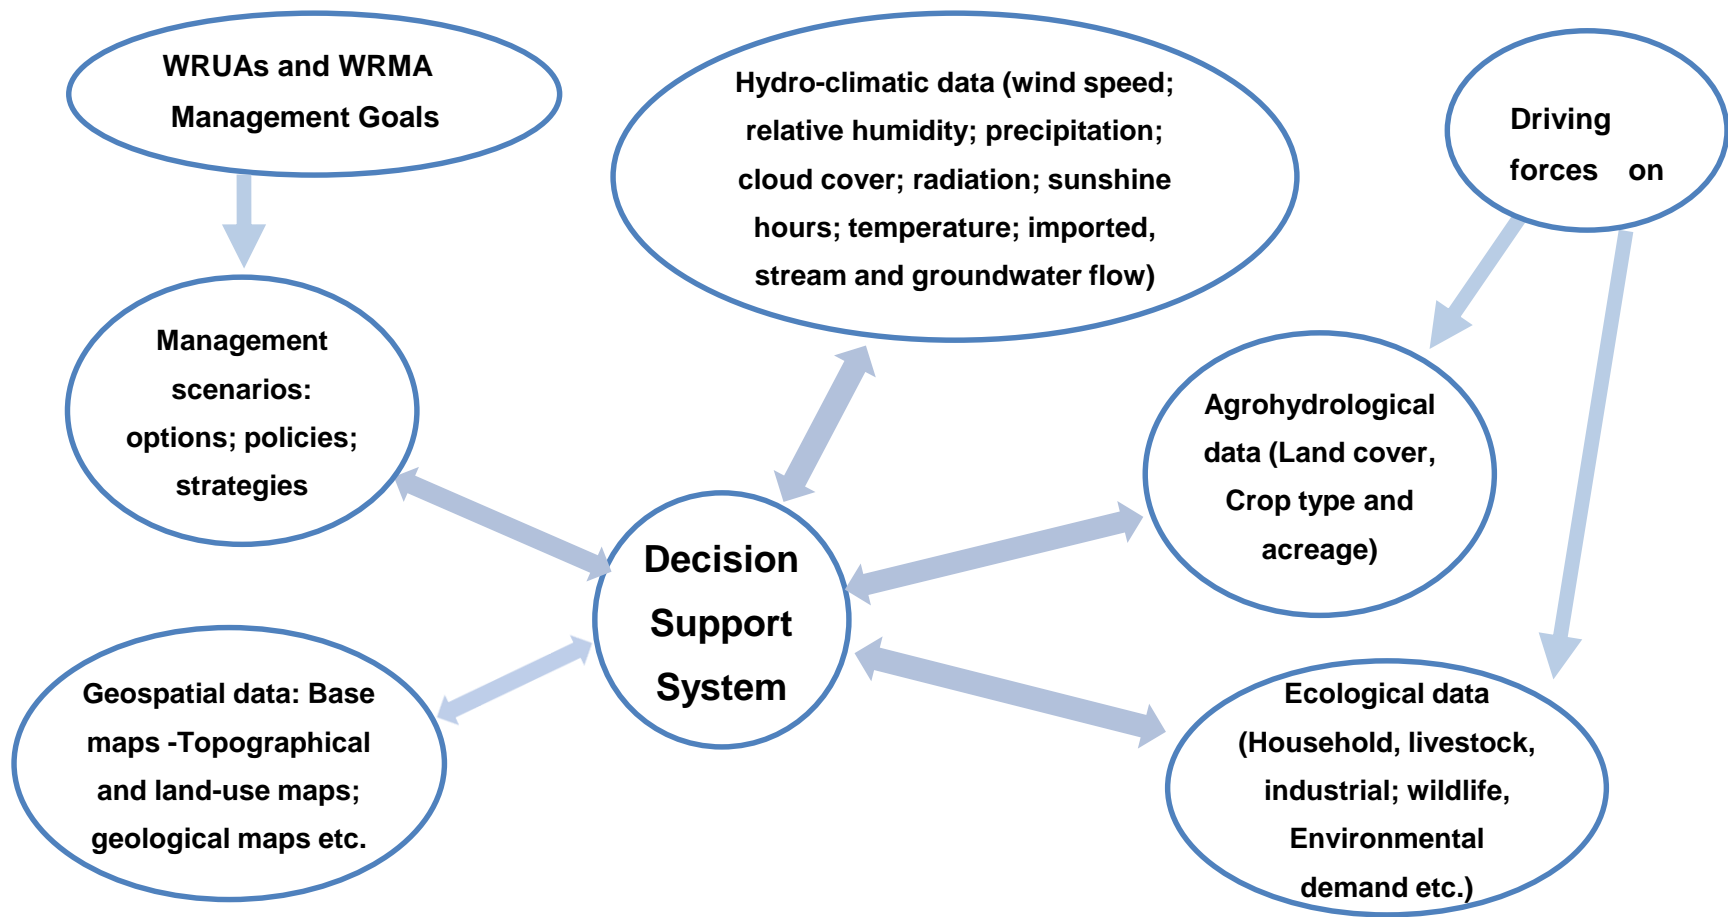 WRUAs and WRMA
Management Goals
Hydro-climatic data (wind speed;
relative humidity; precipitation;
cloud cover; radiation; sunshine
hours; temperature; imported,
stream and groundwater flow)
Driving
forces on
Management
scenarios:
options; policies;
strategies
Agrohydrological
data (Land cover,
Crop type and
acreage)
Decision
Support
System
Geospatial data: Base
maps -Topographical
and land-use maps;
geological maps etc.
Ecological data
(Household, livestock,
industrial; wildlife,
Environmental
demand etc.)